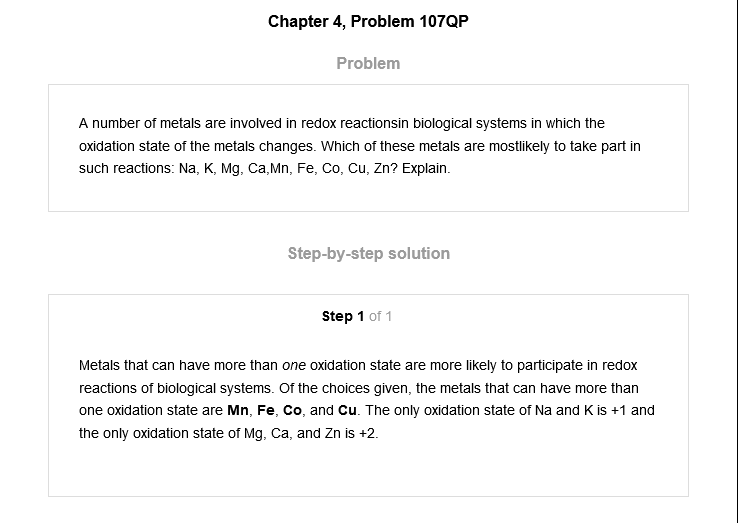 Chapter 4, Problem 107QP
Problem
A number of metals are involved in redox reactionsin biological systems in which the
oxidation state of the metals changes. Which of these metals are mostlikely to take part in
such reactions: Na, K, Mg, Ca,Mn, Fe, Co, Cu, Zn? Explain.
Step-by-step solution
Step 1 of 1
Metals that can have more than one oxidation state are more likely to participate in redox
reactions of biological systems. Of the choices given, the metals that can have more than
one oxidation state are Mn, Fe, Co, and Cu. The only oxidation state of Na and K is +1 and
the only oxidation state of Mg, Ca, and Zn is +2.